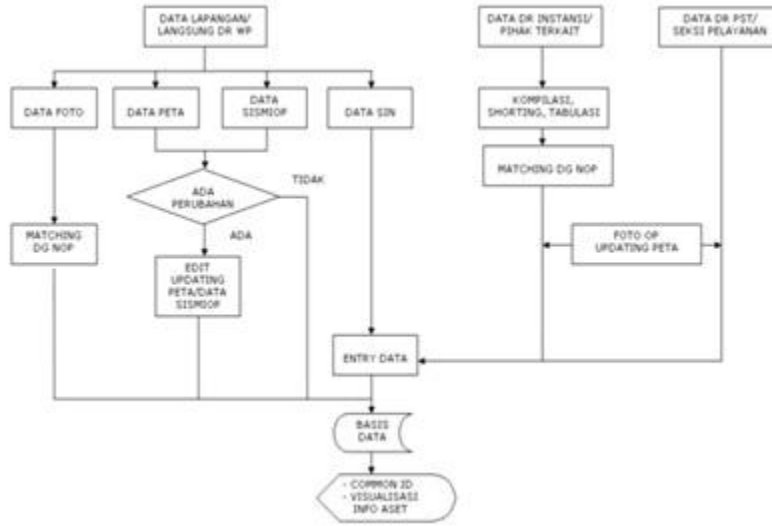 DATA LAPANGAN/
LANGSUNG DR WP
DATA DR INSTANSI/
PIHAK TERKAIT
DATA DR PST/
SEKSI PELAYANAN
DATA FOTO
DATA PETA
DATA
SISMIOP
DATA SIN
KOMPILASI,
SHORTING, TABULASI
MATCHING DG NOP
ADA
PERUBAHAN
TIDAK
ADA
MATCHING
DG NOP
FOTO OP
UPDATING PETA
EDIT
UPDATING
PETA/DATA
SISMIOP
ENTRY DATA
BASIS
DATA
- COMMON ID
- VISUALISASI
INFO ASET